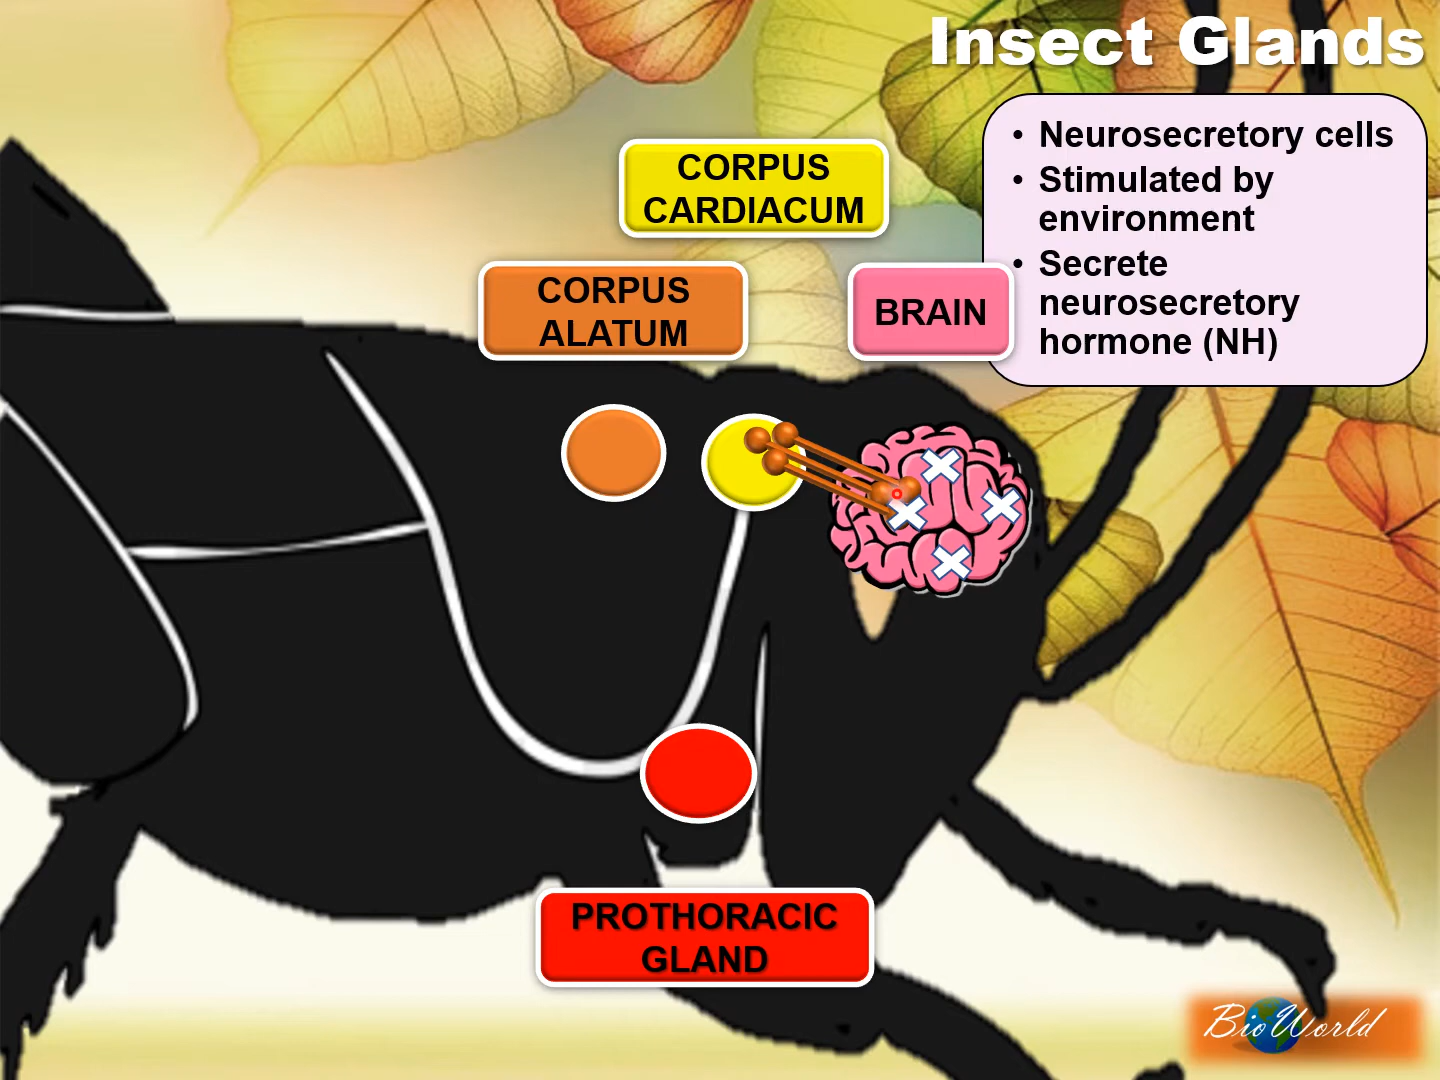 Insect Glands
• Neurosecretory cells
• Stimulated by
environment
• Secrete
neurosecretory
hormone (NH)
CORPUS
CARDIACUM
CORPUS
ALATUM
BRAIN
PROTHORACIC
GLAND
BioWorld